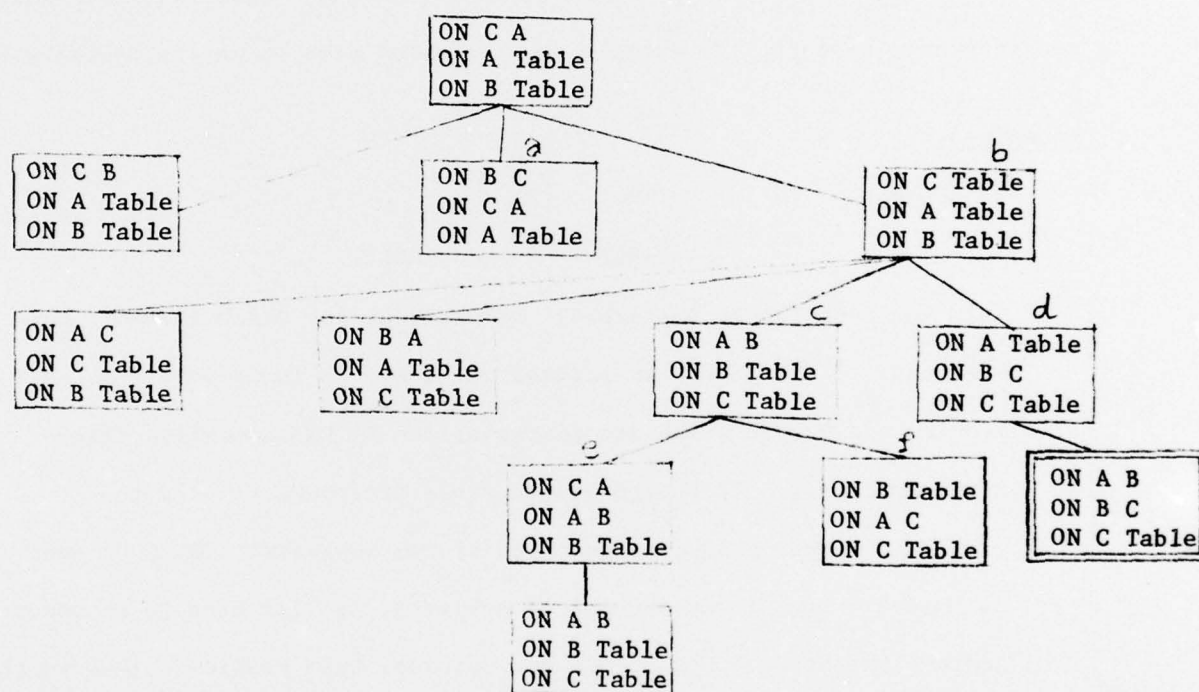 ON C A
ON A Table
ON B Table
ON C B
ON A Table
ON B Table
a
ON B C
ON C A
ON A Table
b
ON C Table
ON A Table
ON B Table
ON A C
ON C Table
ON B Table
ON B A
ON A Table
ON C Table
c
ON A B
ON B Table
ON C Table
d
ON A Table
ON B C
ON C Table
e
ON C A
ON A B
ON B Table
f
ON B Table
ON A C
ON C Table
ON A B
ON B C
ON C Table
ON A B
ON B Table
ON C Table